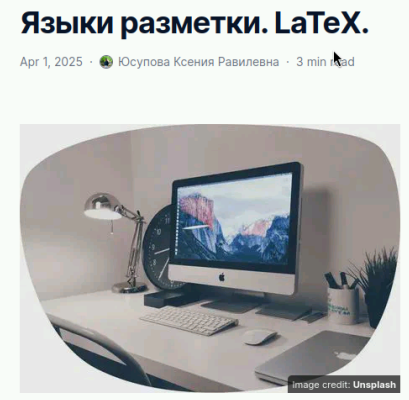 Языки разметки. LaTeX.
Apr 1, 2025 · Юсупова Ксения Равилевна · 3 min read
Image credit: Unsplash